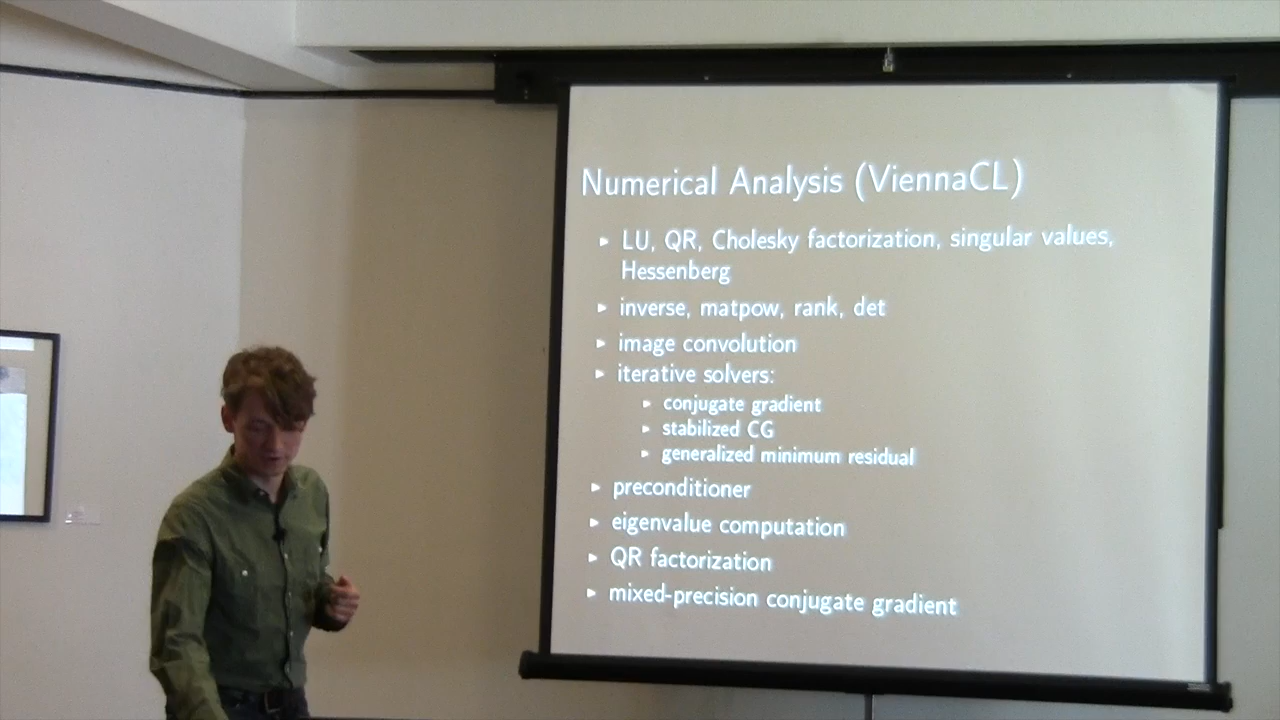 Numerical Analysis (ViennaCL)
▸ LU, QR, Cholesky factorization, singular values,
Hessenberg
▸ inverse, matpow, rank, det
▸ image convolution
▸ iterative solvers:
▸ conjugate gradient
▸ stabilized CG
▸ generalized minimum residual
▸ preconditioner
▸ eigenvalue computation
▸ QR factorization
▸ mixed-precision conjugate gradient